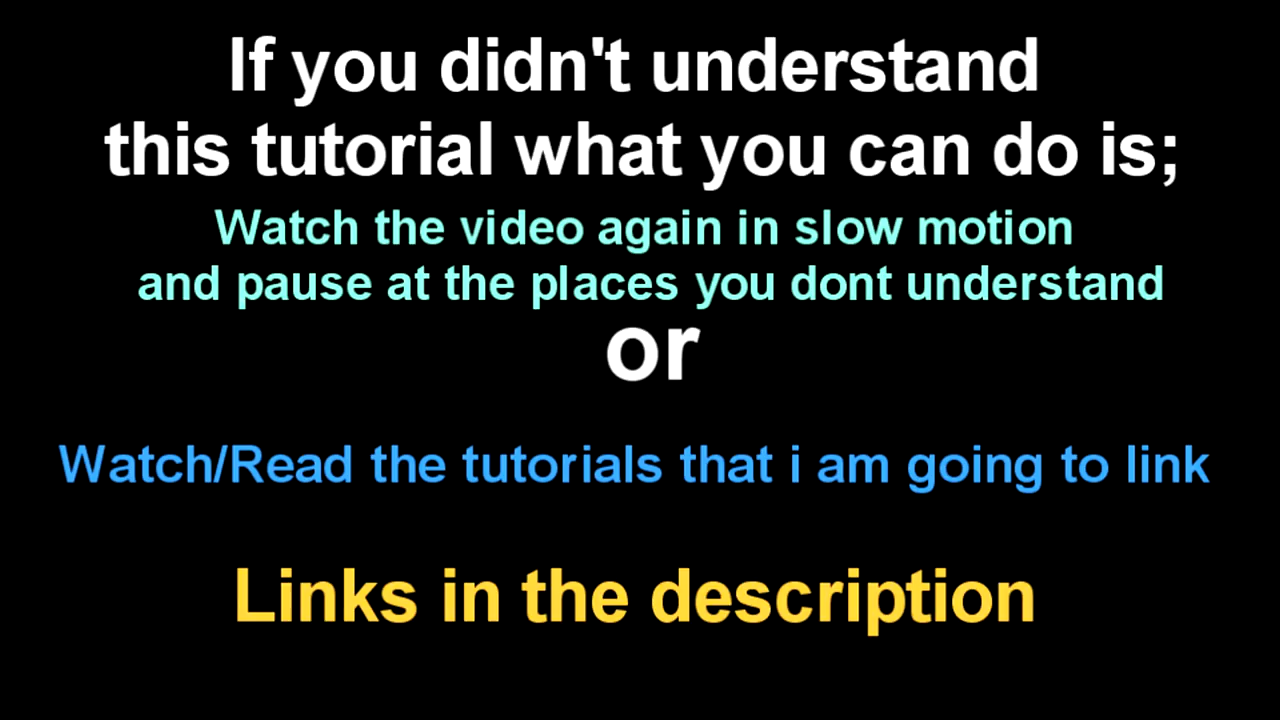 If you didn't understand
this tutorial what you can do is;
Watch the video again in slow motion
and pause at the places you dont understand
or
Watch/Read the tutorials that i am going to link
Links in the description